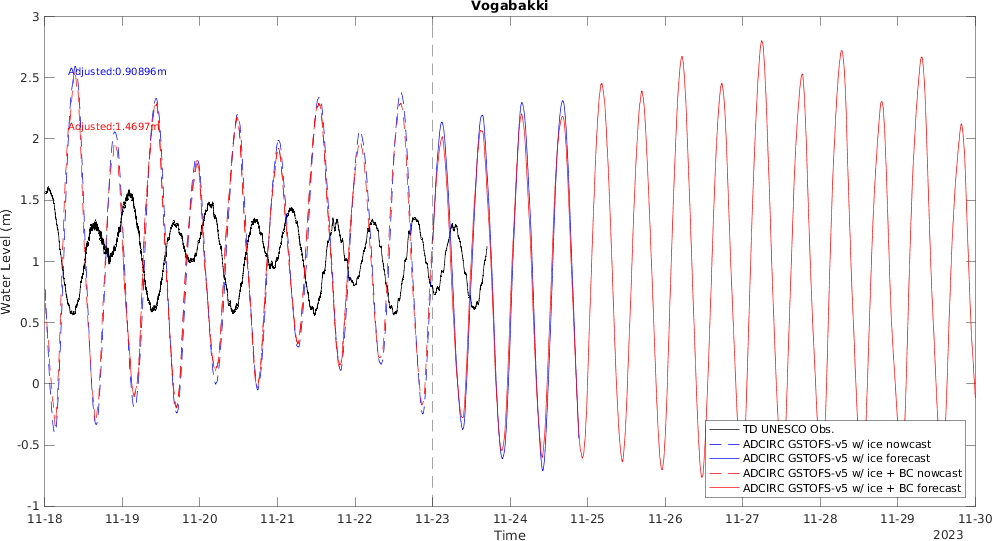 Vogabakki
3
2.5
2
1.5
1
0.5
0
-0.5
-1
Water Level (m)
Adjusted:0.90896m
Adjusted:1.4697m
TD UNESCO Obs.
ADCIRC GSTOFS-v5 w/ ice nowcast
ADCIRC GSTOFS-v5 w/ ice forecast
ADCIRC GSTOFS-v5 w/ ice + BC nowcast
ADCIRC GSTOFS-v5 w/ ice + BC forecast
11-18 11-19 11-20 11-21 11-22 11-23 11-24 11-25 11-26 11-27 11-28 11-29 11-30
Time
2023